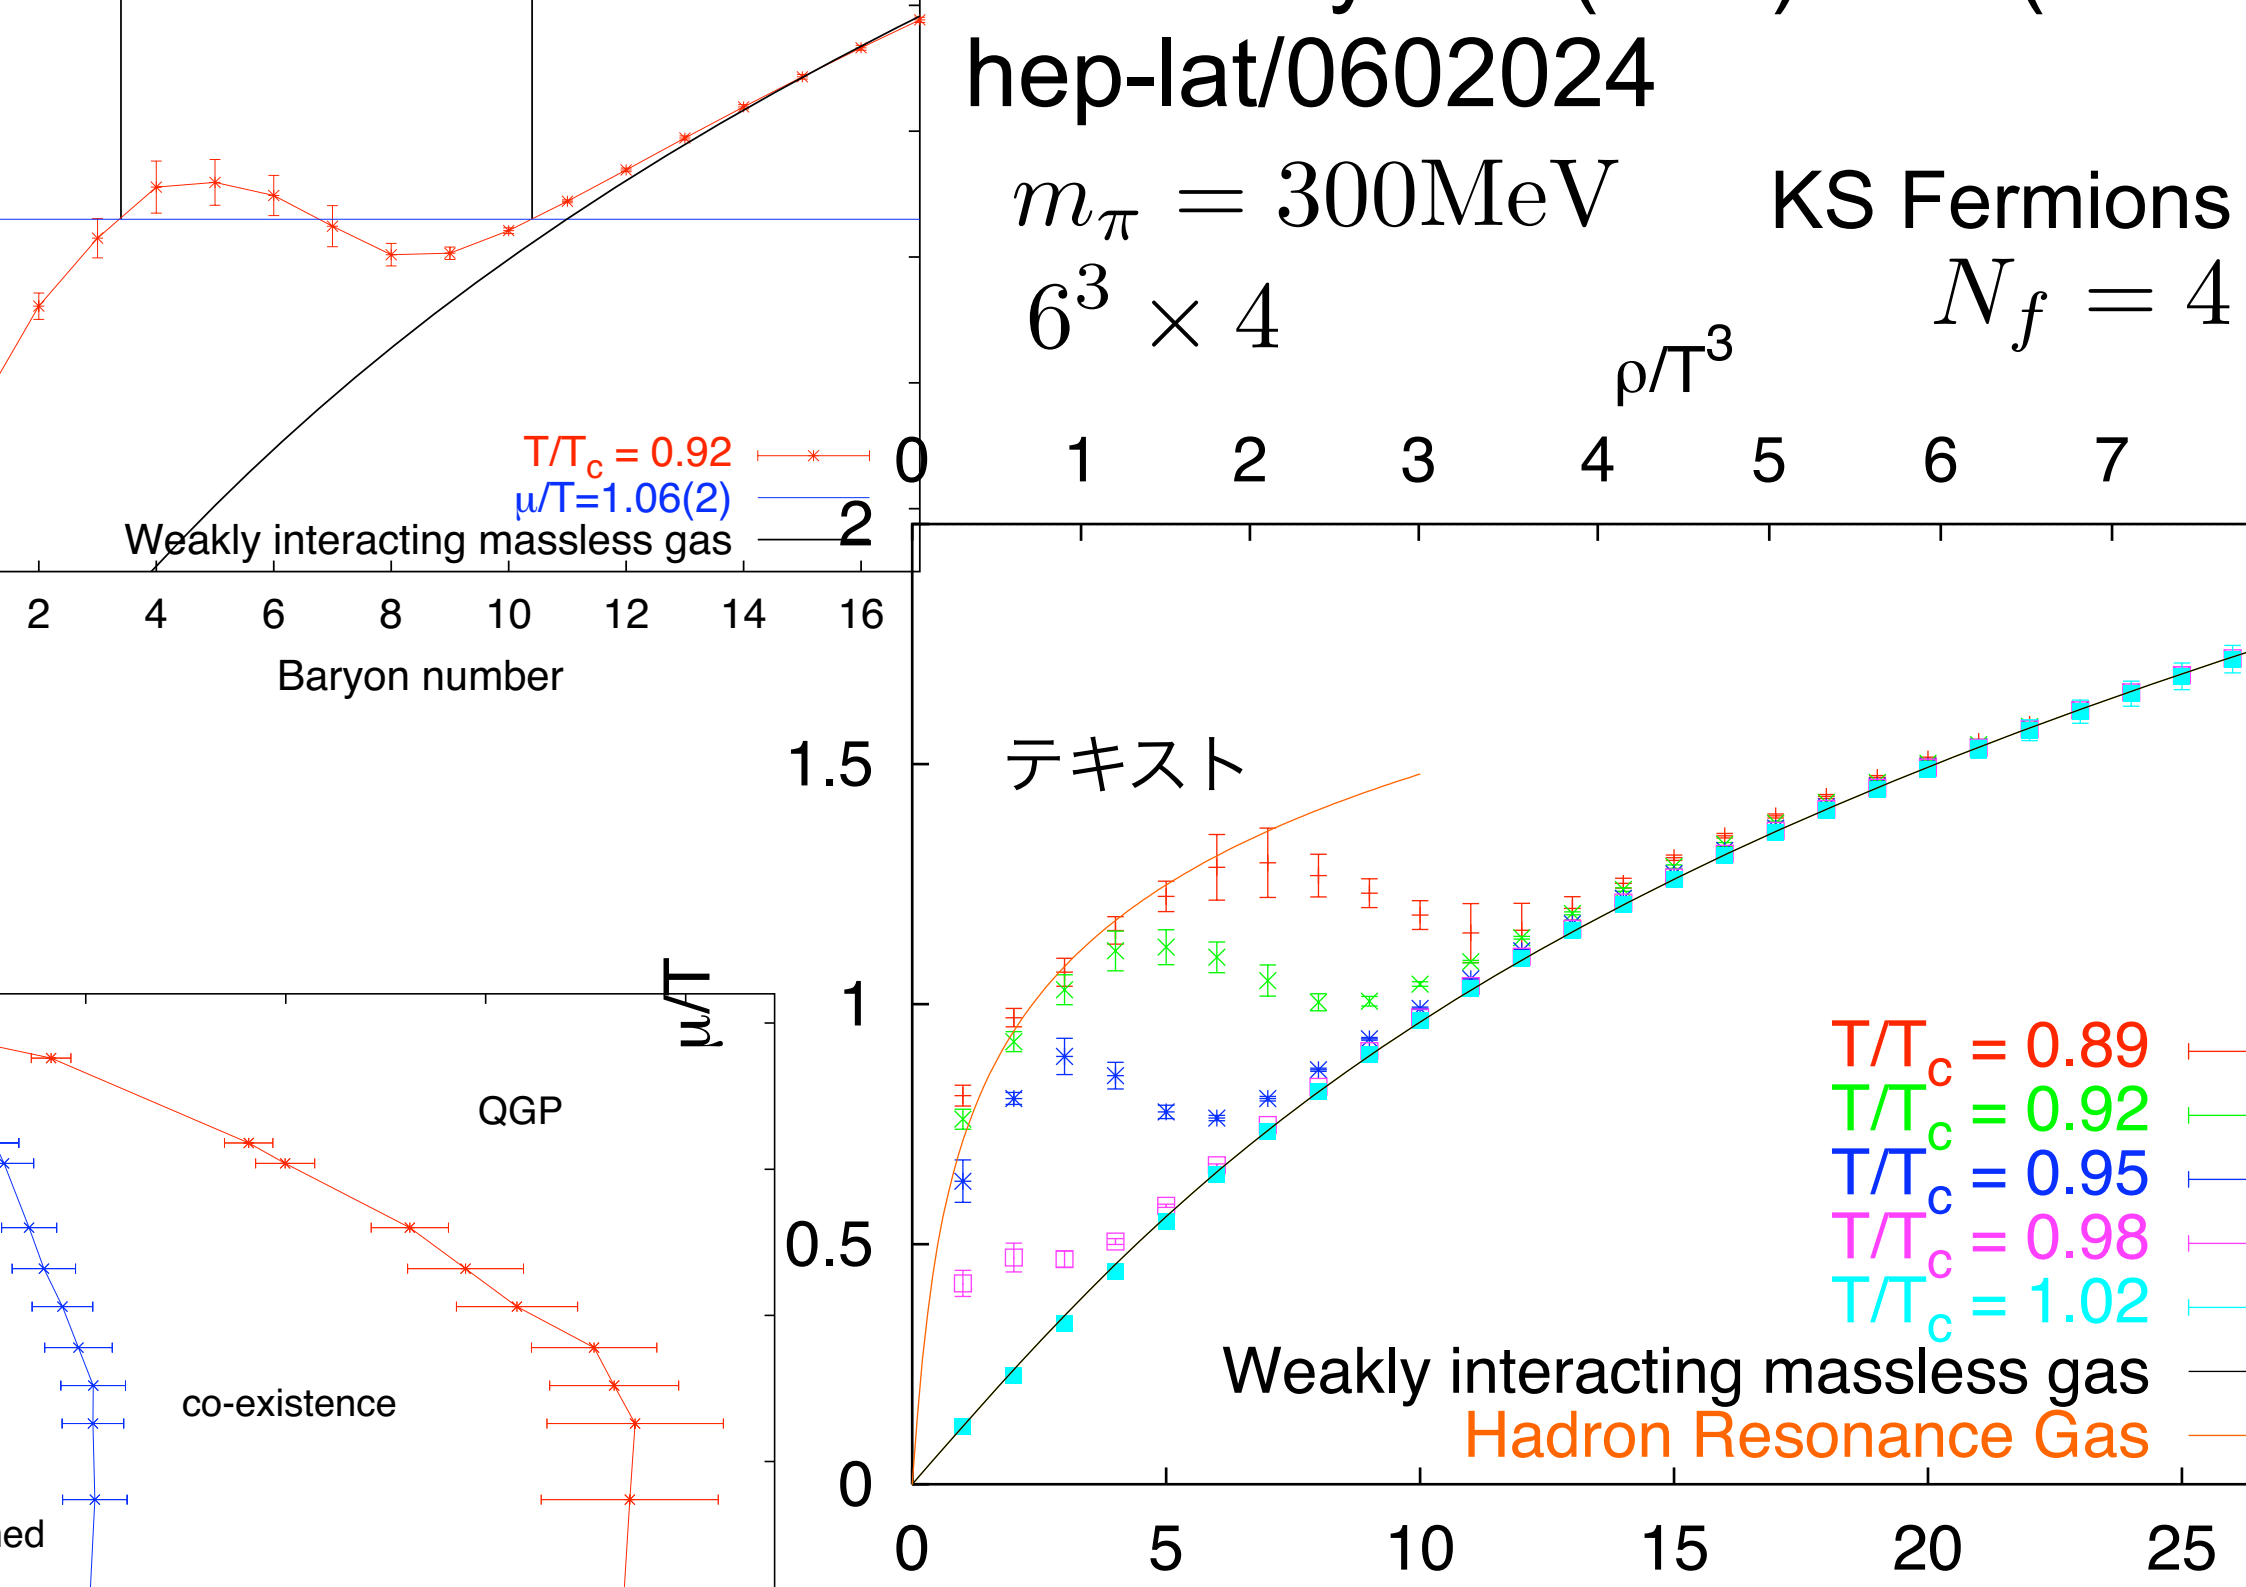 hep-lat/0602024
m_π = 300MeV
KS Fermions
6³ × 4
N_f = 4
ρ/T³
0 1 2 3 4 5 6 7
T/T_c = 0.92
μ/T=1.06(2)
Weakly interacting massless gas
2 4 6 8 10 12 14 16
Baryon number
QGP
co-existence
テキスト
μ/T
2
1.5
1
0.5
0
T/T_c = 0.89
T/T_c = 0.92
T/T_c = 0.95
T/T_c = 0.98
T/T_c = 1.02
Weakly interacting massless gas
Hadron Resonance Gas
0 5 10 15 20 25